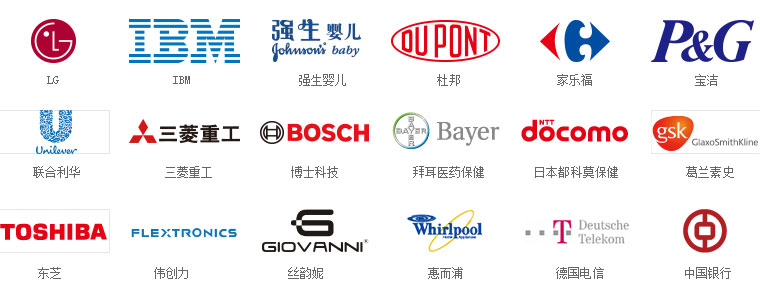 LG
IBM
强生婴儿
Johnson's baby
DU PONT
P&G
LG
IBM
强生婴儿
杜邦
家乐福
宝洁
Unilever
三菱重工
BOSCH
BAYER
BAYER
Bayer
NTT
docomo
gsk
GlaxoSmithKline
联合利华
三菱重工
博士科技
拜耳医药保健
日本都科莫保健
葛兰素史
TOSHIBA
FLEXTRONICS
GIOVANNI®
Whirlpool
Home Appliances
T
Deutsche
Telekom
东芝
伟创力
丝韵妮
惠而浦
德国电信
中国银行